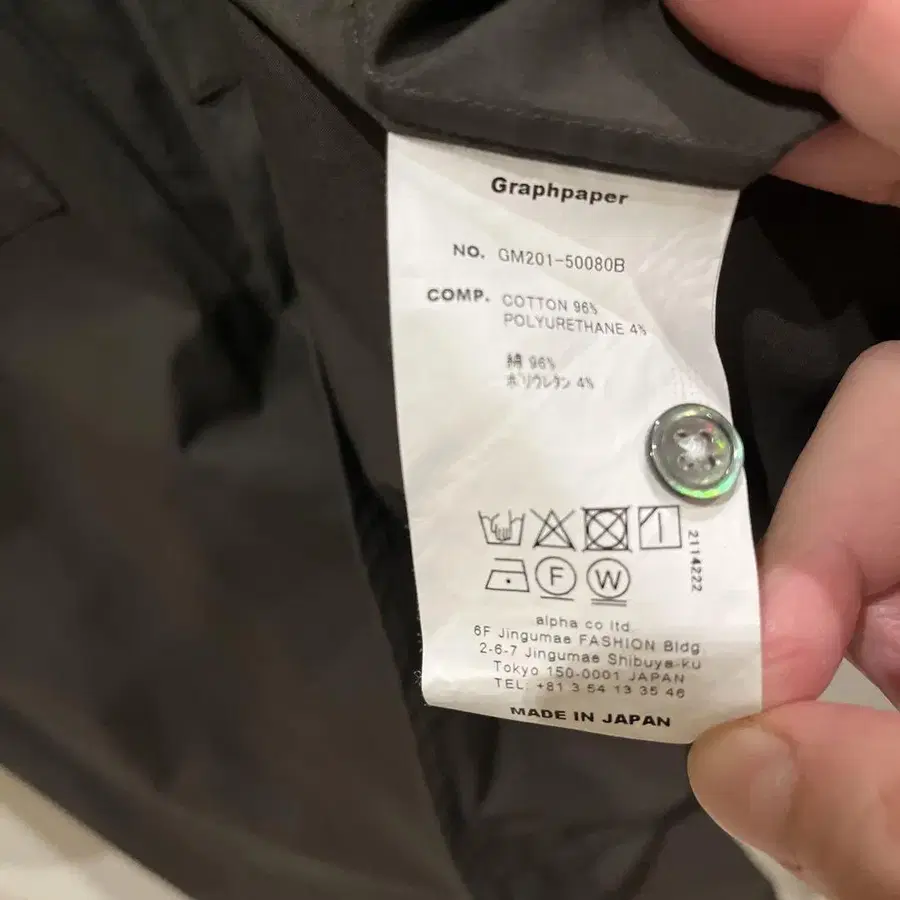 Graphpaper
NO. GM201-50080B
COMP. COTTON 96%
POLYURETHANE 4%
綿 96%
ポリウレタン 4%
2114222
F W
alpha co ltd.
6F Jingumae FASHION Bldg
2-6-7 Jingumae Shibuya-ku
Tokyo 150-0001 JAPAN
TEL: +81 3 54 13 35 46
MADE IN JAPAN